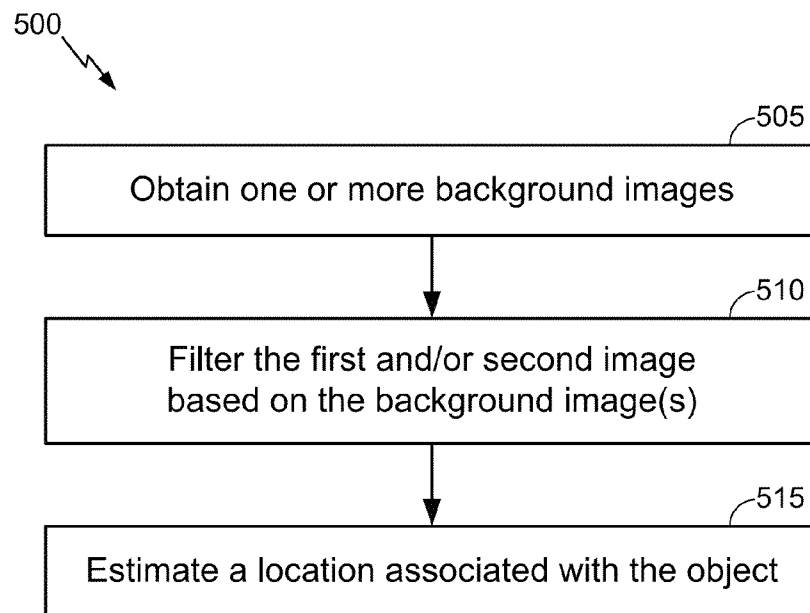 500
505
Obtain one or more background images
510
Filter the first and/or second image
based on the background image(s)
515
Estimate a location associated with the object